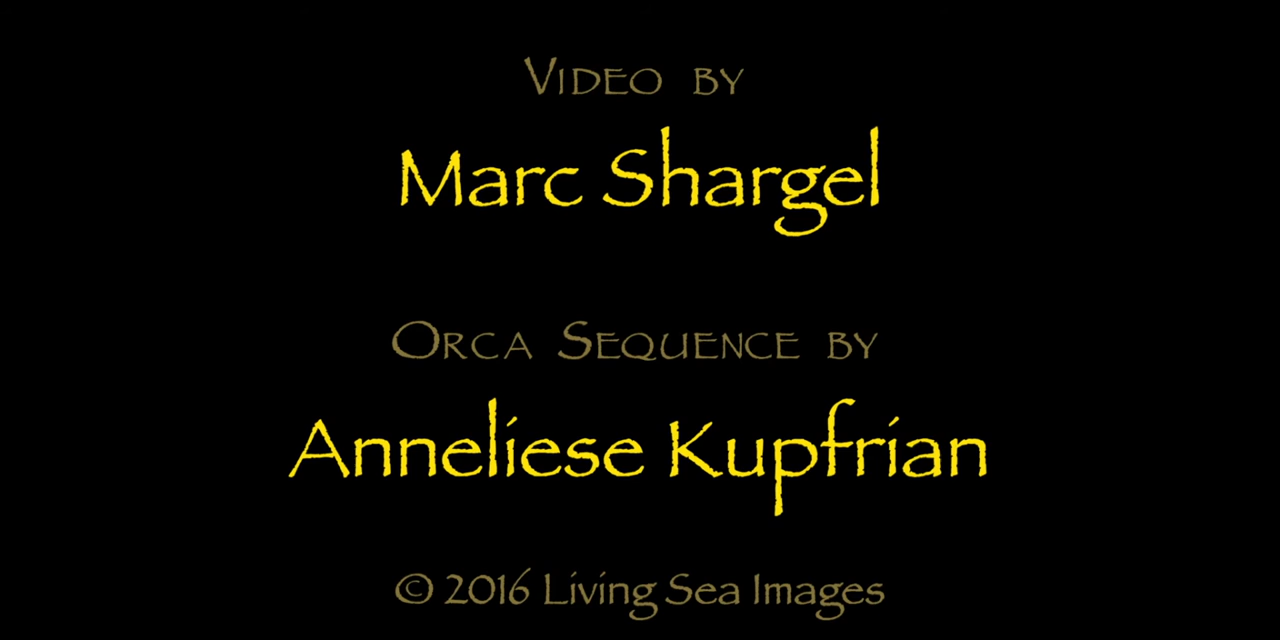 Video by
Marc Shargel
Orca Sequence by
Anneliese Kupfrian
© 2016 Living Sea Images